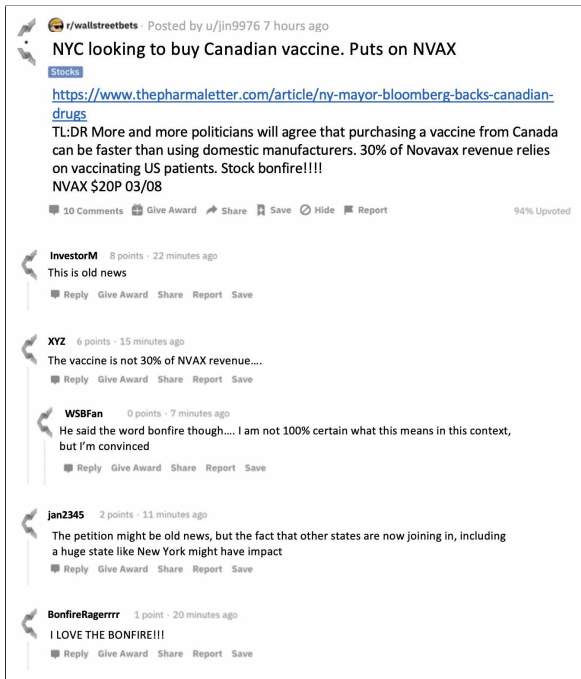 r/wallstreetbets · Posted by u/jin9976 7 hours ago
NYC looking to buy Canadian vaccine. Puts on NVAX
Stocks
https://www.thepharmaletter.com/article/ny-mayor-bloomberg-backs-canadian-
drugs
TL:DR More and more politicians will agree that purchasing a vaccine from Canada
can be faster than using domestic manufacturers. 30% of Novavax revenue relies
on vaccinating US patients. Stock bonfire!!!!
NVAX $20P 03/08
10 Comments Give Award Share Save Hide Report 94% Upvoted
InvestorM 8 points · 22 minutes ago
This is old news
Reply Give Award Share Report Save
XYZ 6 points · 15 minutes ago
The vaccine is not 30% of NVAX revenue....
Reply Give Award Share Report Save
WSBFan 0 points · 7 minutes ago
He said the word bonfire though.... I am not 100% certain what this means in this context,
but I'm convinced
Reply Give Award Share Report Save
jan2345 2 points · 11 minutes ago
The petition might be old news, but the fact that other states are now joining in, including
a huge state like New York might have impact
Reply Give Award Share Report Save
BonfireRagerrrr 1 point · 20 minutes ago
I LOVE THE BONFIRE!!!
Reply Give Award Share Report Save